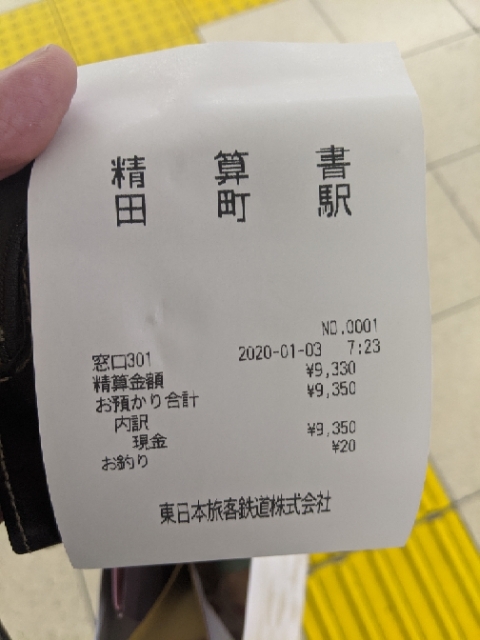 精算書
田町駅
NO.0001
窓口301 2020-01-03 7:23
精算金額 ¥9,330
お預かり合計 ¥9,350
内訳
現金 ¥9,350
お釣り ¥20
東日本旅客鉄道株式会社